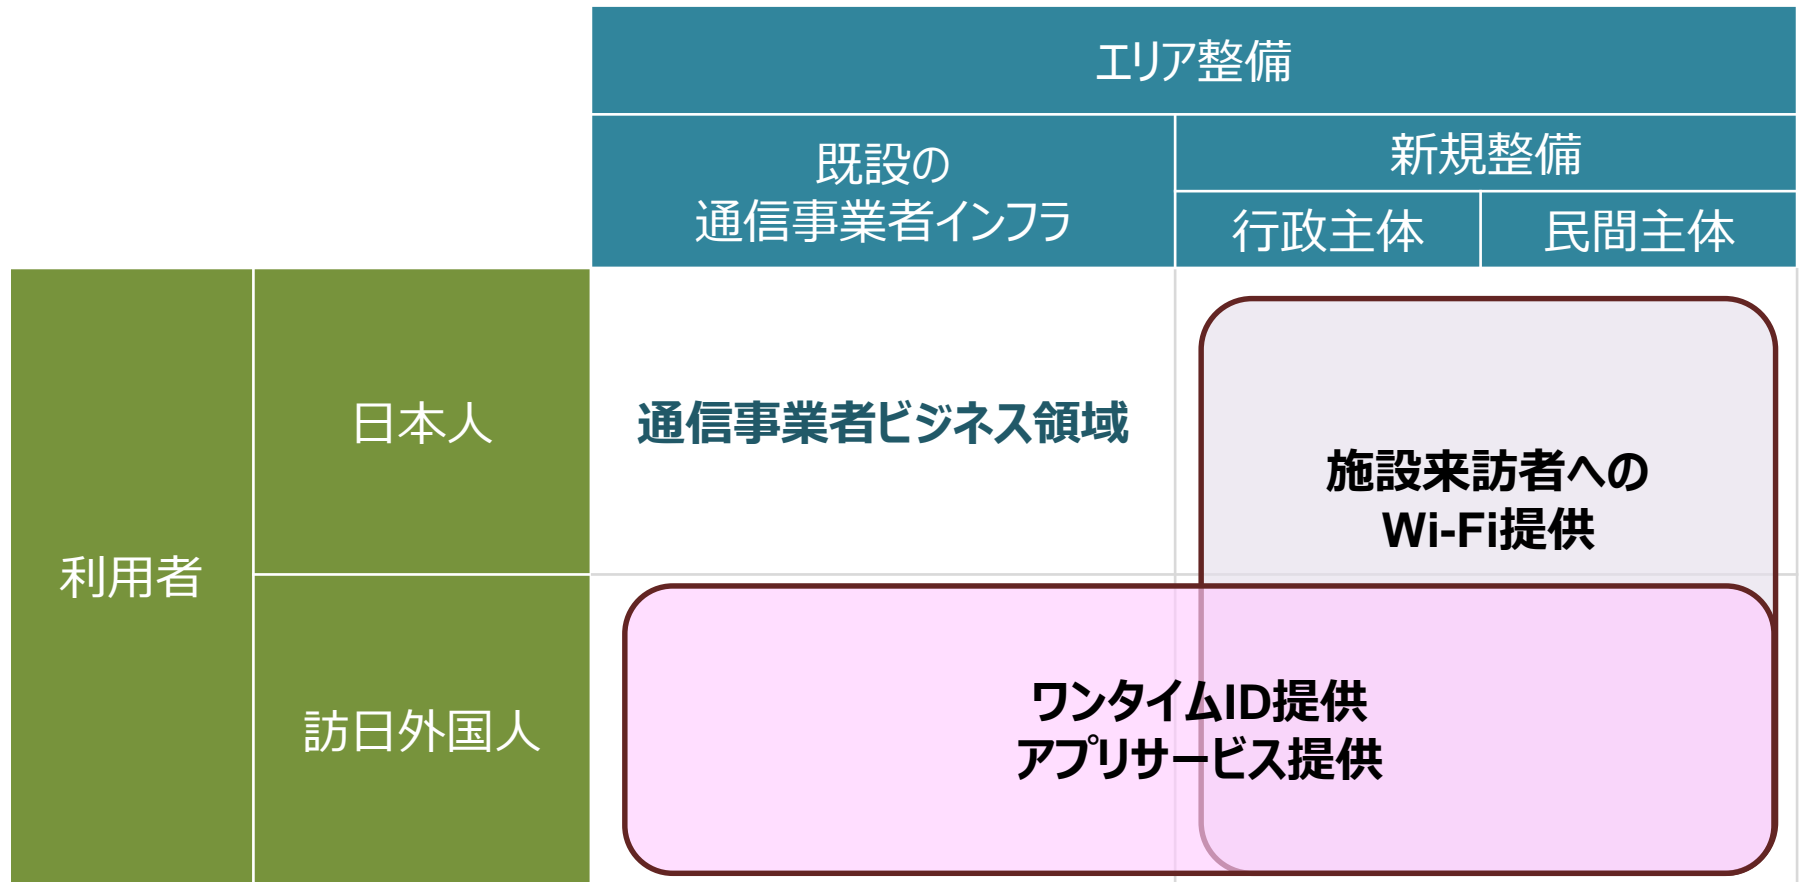 エリア整備
既設の
通信事業者インフラ
新規整備
行政主体
民間主体
利用者
日本人
通信事業者ビジネス領域
施設来訪者への
Wi-Fi提供
訪日外国人
ワンタイムID提供
アプリサービス提供